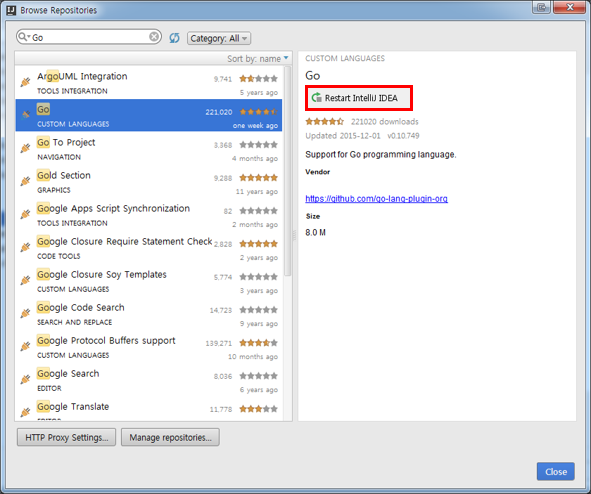 Browse Repositories
Go
Category: All
Sort by: name
ArgoUML Integration
9,741
TOOLS INTEGRATION
5 years ago
Go
221,020
CUSTOM LANGUAGES
one week ago
Go To Project
3,368
NAVIGATION
4 months ago
Gold Section
9,288
GRAPHICS
11 years ago
Google Apps Script Synchronization
82
TOOLS INTEGRATION
2 months ago
Google Closure Require Statement Check
2,828
CODE TOOLS
2 years ago
Google Closure Soy Templates
5,774
CUSTOM LANGUAGES
3 years ago
Google Code Search
14,723
SEARCH AND REPLACE
9 years ago
Google Protocol Buffers support
139,271
CUSTOM LANGUAGES
10 months ago
Google Search
8,036
EDITOR
6 years ago
Google Translate
11,778
EDITOR
CUSTOM LANGUAGES
Go
Restart IntelliJ IDEA
221020 downloads
Updated 2015-12-01 v0.10.749
Support for Go programming language.
Vendor
https://github.com/go-lang-plugin-org
Size
8.0 M
HTTP Proxy Settings...
Manage repositories...
Close